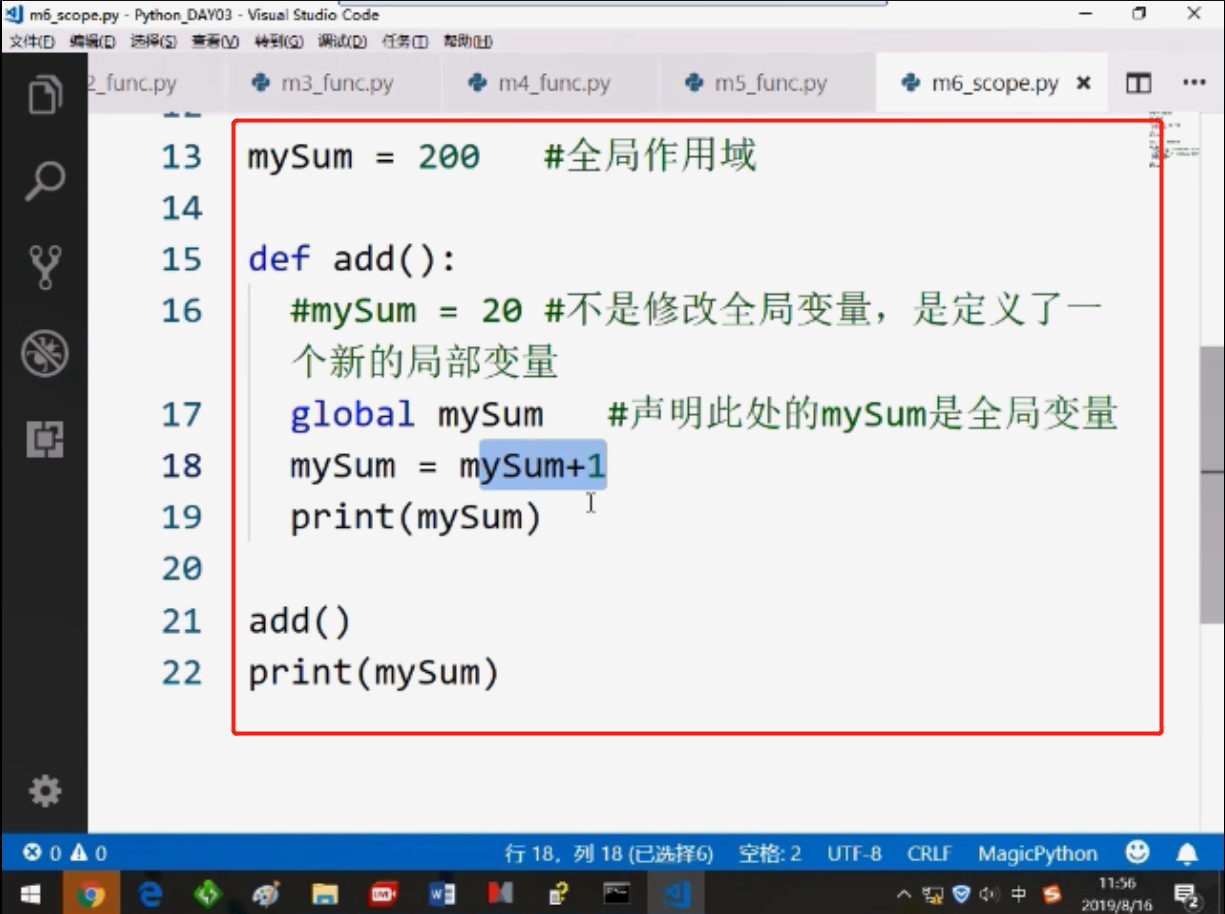 m6_scope.py - Python_DAY03 - Visual Studio Code
文件(F) 编辑(E) 选择(S) 查看(V) 转到(G) 调试(D) 任务(T) 帮助(H)
2_func.py m3_func.py m4_func.py m5_func.py m6_scope.py
12
13 mySum = 200 #全局作用域
14
15 def add():
16 #mySum = 20 #不是修改全局变量，是定义了一
个新的局部变量
17 global mySum #声明此处的mySum是全局变量
18 mySum = mySum+1
19 print(mySum)
20
21 add()
22 print(mySum)
0 0 行 18，列 18 (已选择6) 空格: 2 UTF-8 CRLF MagicPython
LIVE 中 11:56
2019/8/16 2